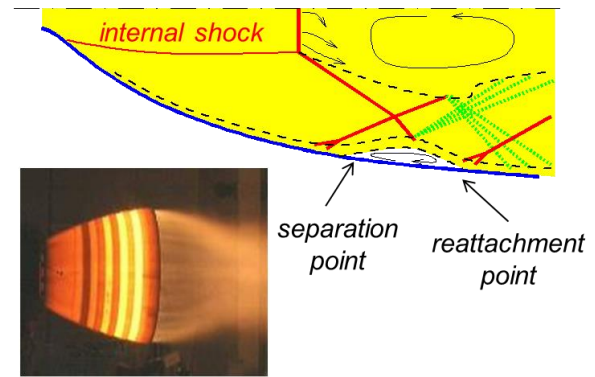 internal shock
separation
point
reattachment
point